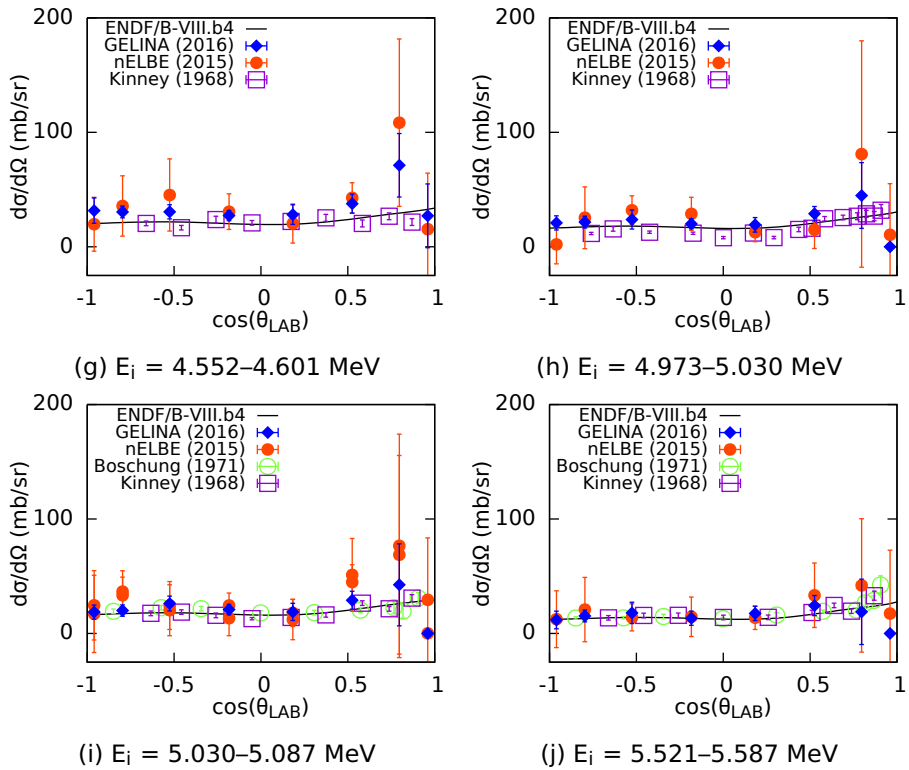 ENDF/B-VIII.b4
GELINA (2016)
nELBE (2015)
Kinney (1968)
dσ/dΩ (mb/sr)
200
100
0
-1 -0.5 0 0.5 1
cos(θLAB)
(g) Ei = 4.552–4.601 MeV
ENDF/B-VIII.b4
GELINA (2016)
nELBE (2015)
Kinney (1968)
dσ/dΩ (mb/sr)
200
100
0
-1 -0.5 0 0.5 1
cos(θLAB)
(h) Ei = 4.973–5.030 MeV
ENDF/B-VIII.b4
GELINA (2016)
nELBE (2015)
Boschung (1971)
Kinney (1968)
dσ/dΩ (mb/sr)
200
100
0
-1 -0.5 0 0.5 1
cos(θLAB)
(i) Ei = 5.030–5.087 MeV
ENDF/B-VIII.b4
GELINA (2016)
nELBE (2015)
Boschung (1971)
Kinney (1968)
dσ/dΩ (mb/sr)
200
100
0
-1 -0.5 0 0.5 1
cos(θLAB)
(j) Ei = 5.521–5.587 MeV